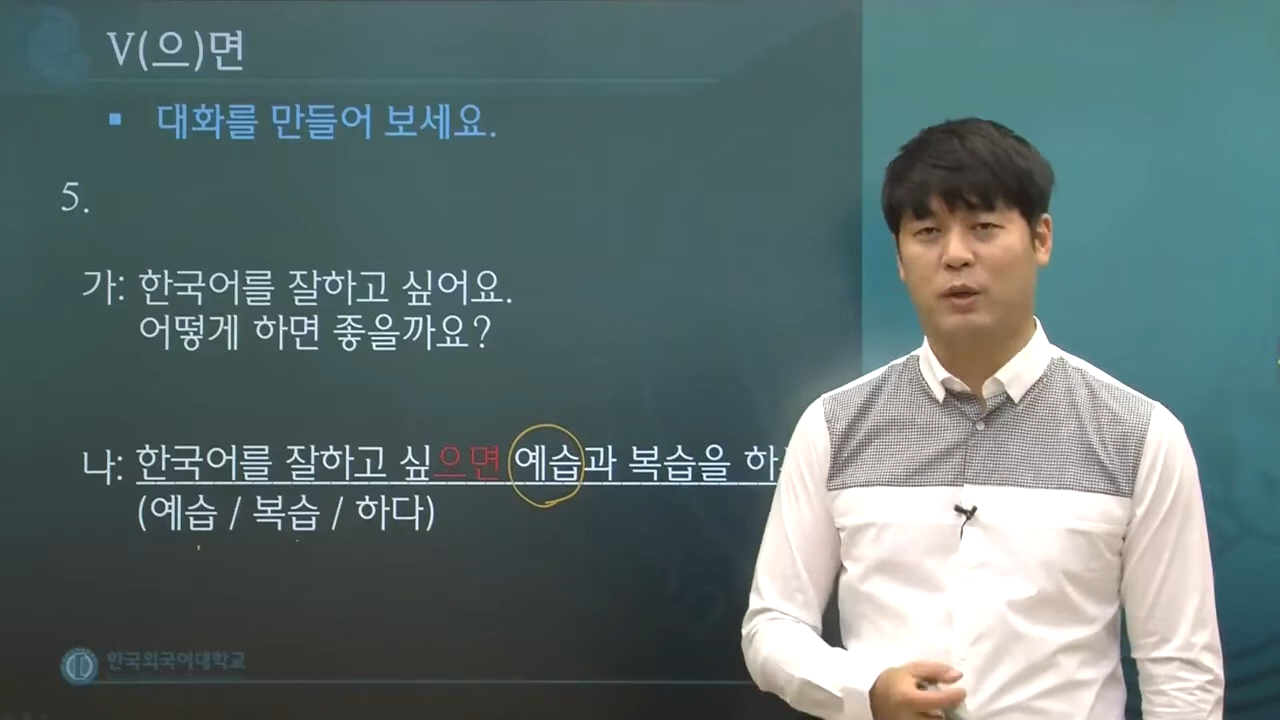 V(으)면
▪ 대화를 만들어 보세요.
5.
가: 한국어를 잘하고 싶어요.
어떻게 하면 좋을까요?
나: 한국어를 잘하고 싶으면 예습과 복습을 하
(예습 / 복습 / 하다)
한국외국어대학교